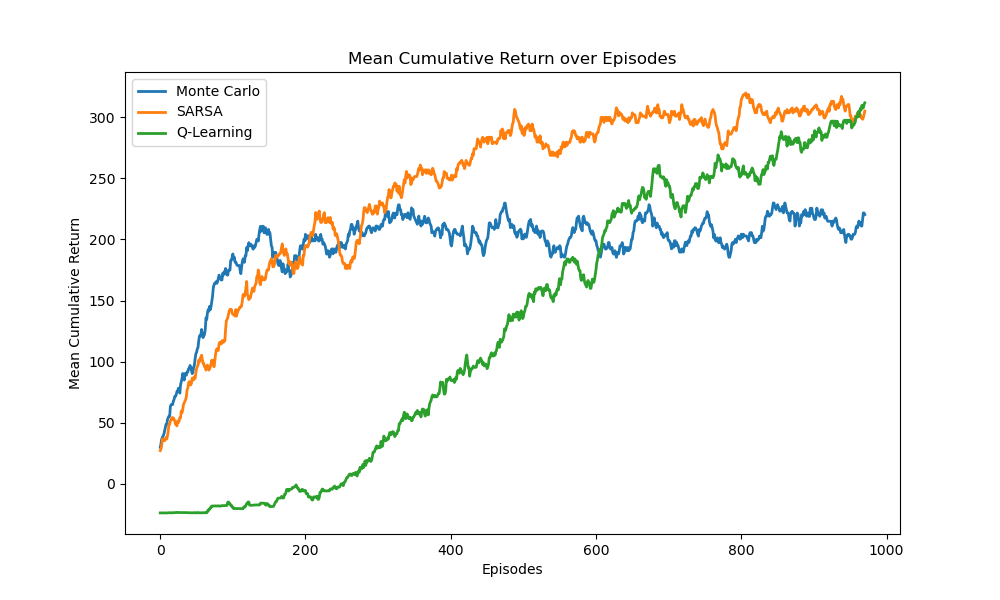 Mean Cumulative Return over Episodes
Monte Carlo
SARSA
Q-Learning
Mean Cumulative Return
300
250
200
150
100
50
0
0 200 400 600 800 1000
Episodes